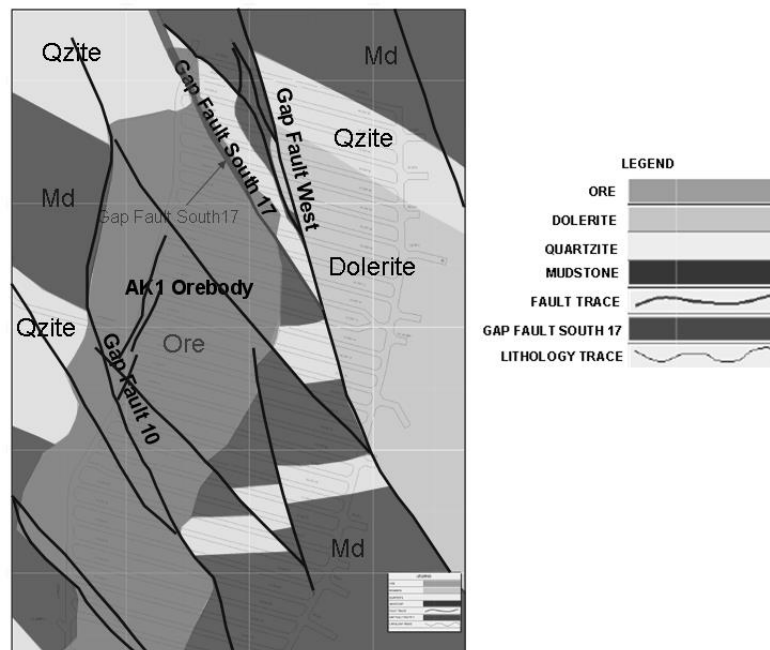 Qzite
Md
Gap Fault South 17
Gap Fault West
Qzite
Md
Gap Fault South17
Dolerite
AK1 Orebody
Qzite
Ore
Gap Fault 10
Md
LEGEND
ORE
DOLERITE
QUARTZITE
MUDSTONE
FAULT TRACE
GAP FAULT SOUTH 17
LITHOLOGY TRACE